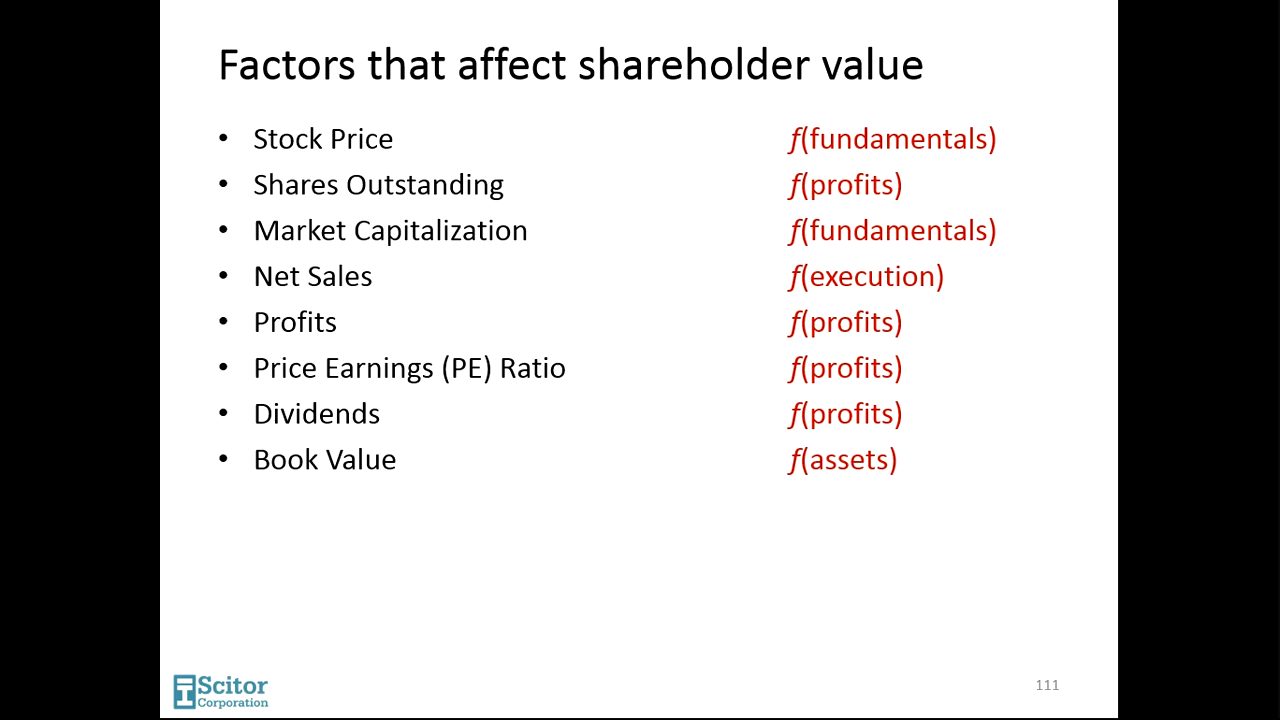 Factors that affect shareholder value
• Stock Price f(fundamentals)
• Shares Outstanding f(profits)
• Market Capitalization f(fundamentals)
• Net Sales f(execution)
• Profits f(profits)
• Price Earnings (PE) Ratio f(profits)
• Dividends f(profits)
• Book Value f(assets)
Scitor
Corporation
111